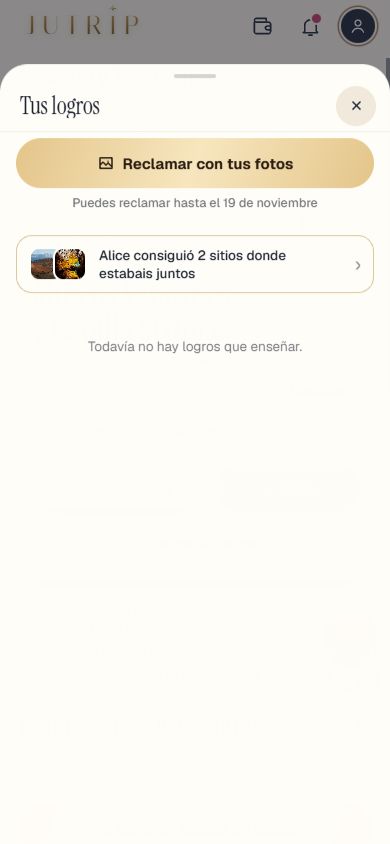 JUTRIP
Tus logros
Reclamar con tus fotos
Puedes reclamar hasta el 19 de noviembre
Alice consiguió 2 sitios donde
estabais juntos
Todavía no hay logros que enseñar.